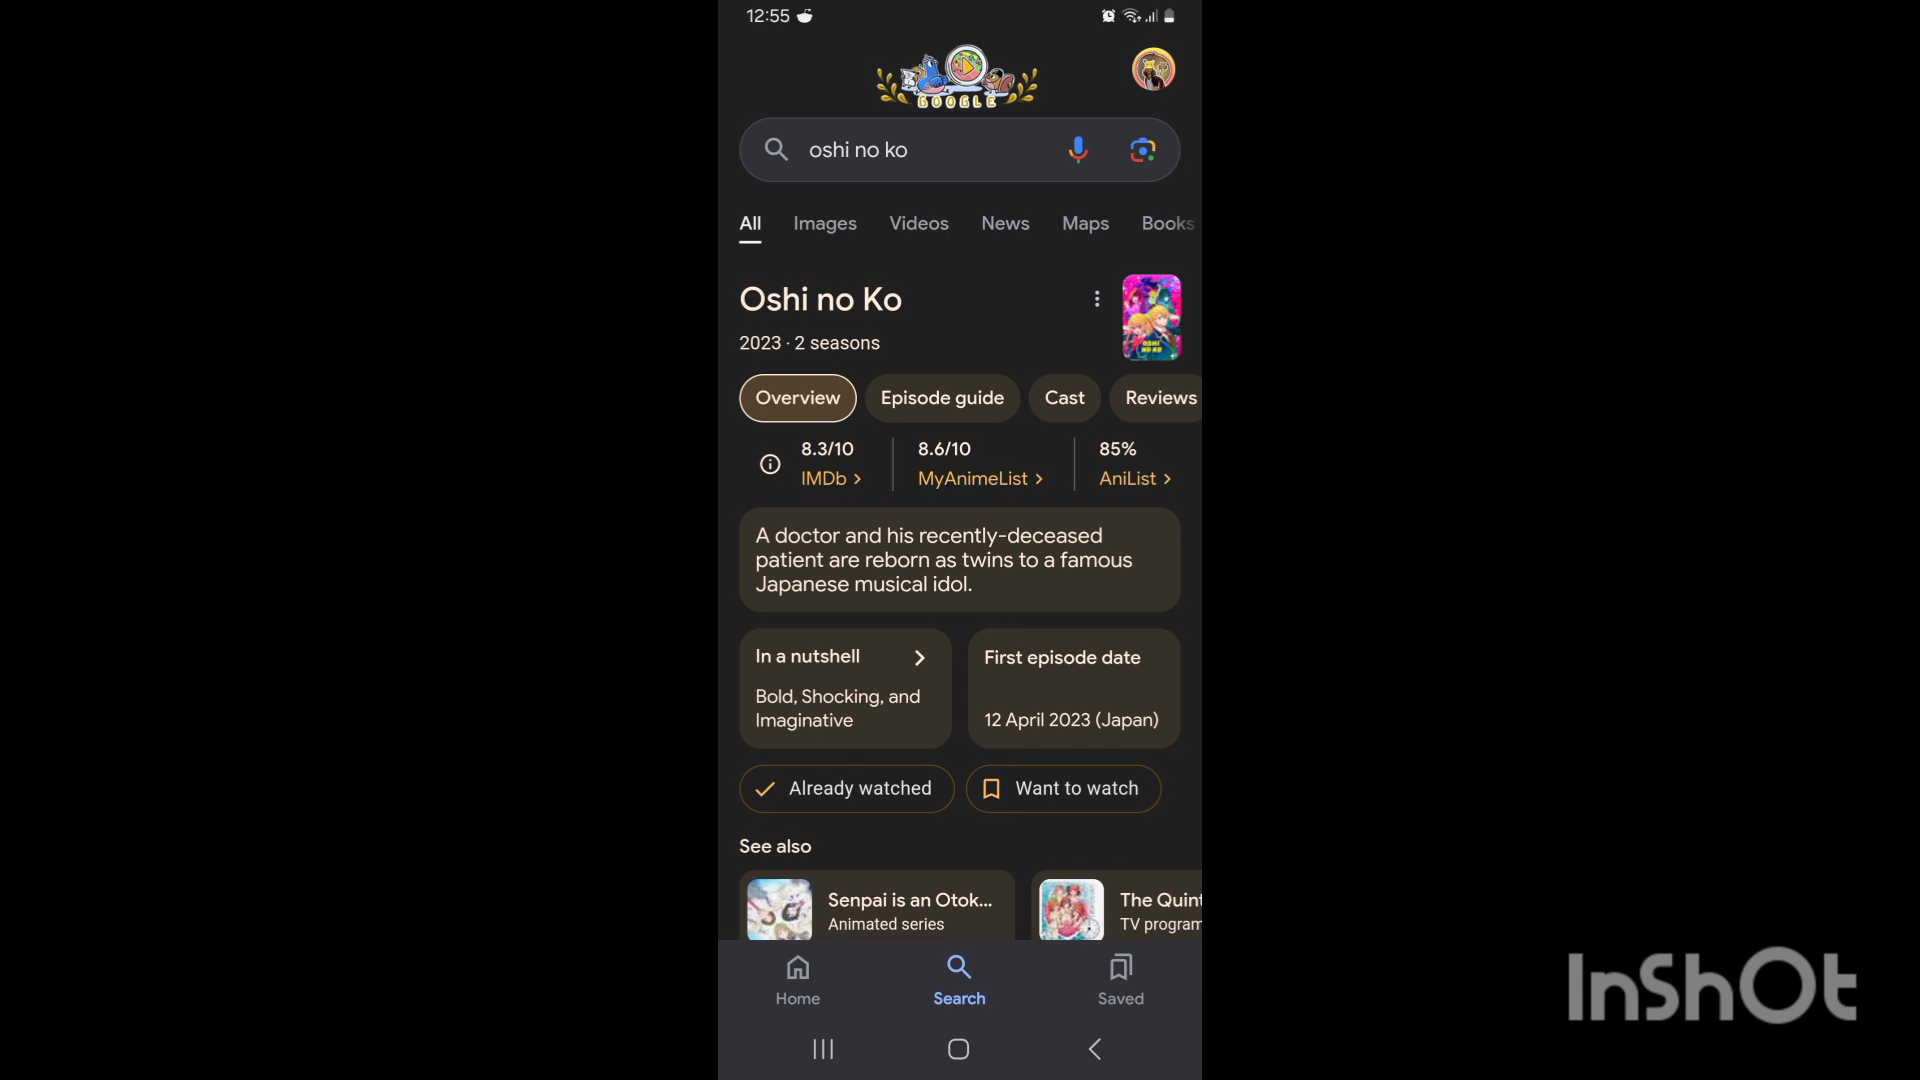 12:55
GOOGLE
oshi no ko
All Images Videos News Maps Books
Oshi no Ko
2023 · 2 seasons
OSHI
NO KO
Overview Episode guide Cast Reviews
8.3/10 8.6/10 85%
IMDb > MyAnimeList > AniList >
A doctor and his recently-deceased
patient are reborn as twins to a famous
Japanese musical idol.
In a nutshell
Bold, Shocking, and
Imaginative
First episode date
12 April 2023 (Japan)
Already watched Want to watch
See also
Senpai is an Otok...
Animated series
The Quint
TV program
Home Search Saved
InShOt